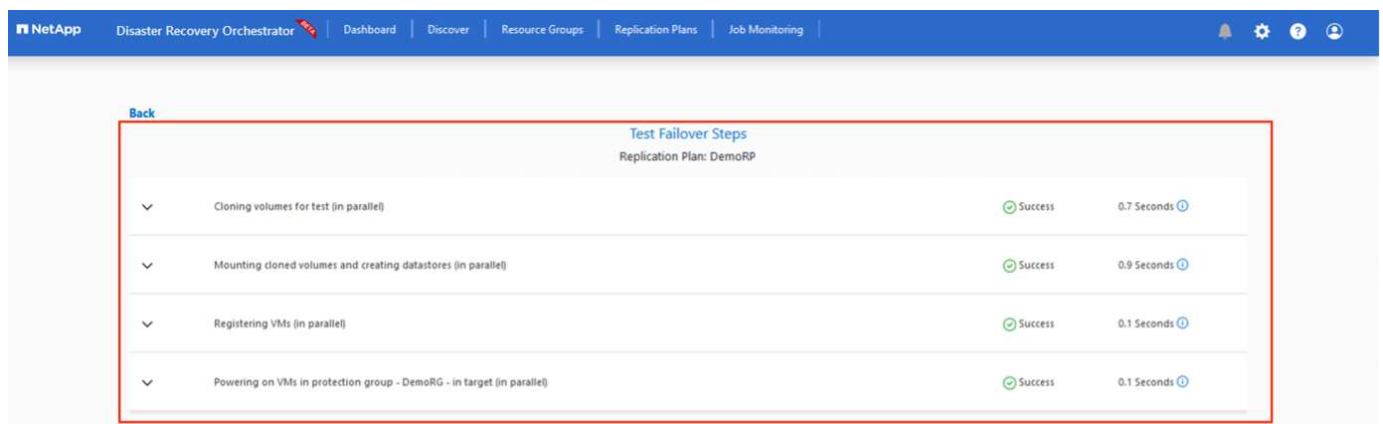 NetApp Disaster Recovery Orchestrator BETA Dashboard Discover Resource Groups Replication Plans Job Monitoring ?
Back
Test Failover Steps
Replication Plan: DemoRP
Cloning volumes for test (in parallel) Success 0.7 Seconds
Mounting cloned volumes and creating datastores (in parallel) Success 0.9 Seconds
Registering VMs (in parallel) Success 0.1 Seconds
Powering on VMs in protection group - DemoRG - in target (in parallel) Success 0.1 Seconds